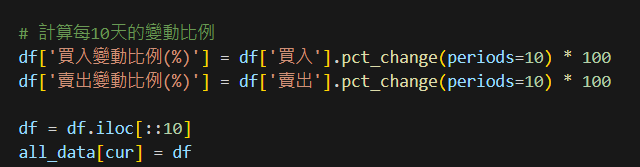 # 計算每10天的變動比例
df['買入變動比例(%)'] = df['買入'].pct_change(periods=10) * 100
df['賣出變動比例(%)'] = df['賣出'].pct_change(periods=10) * 100
df = df.iloc[::10]
all_data[cur] = df